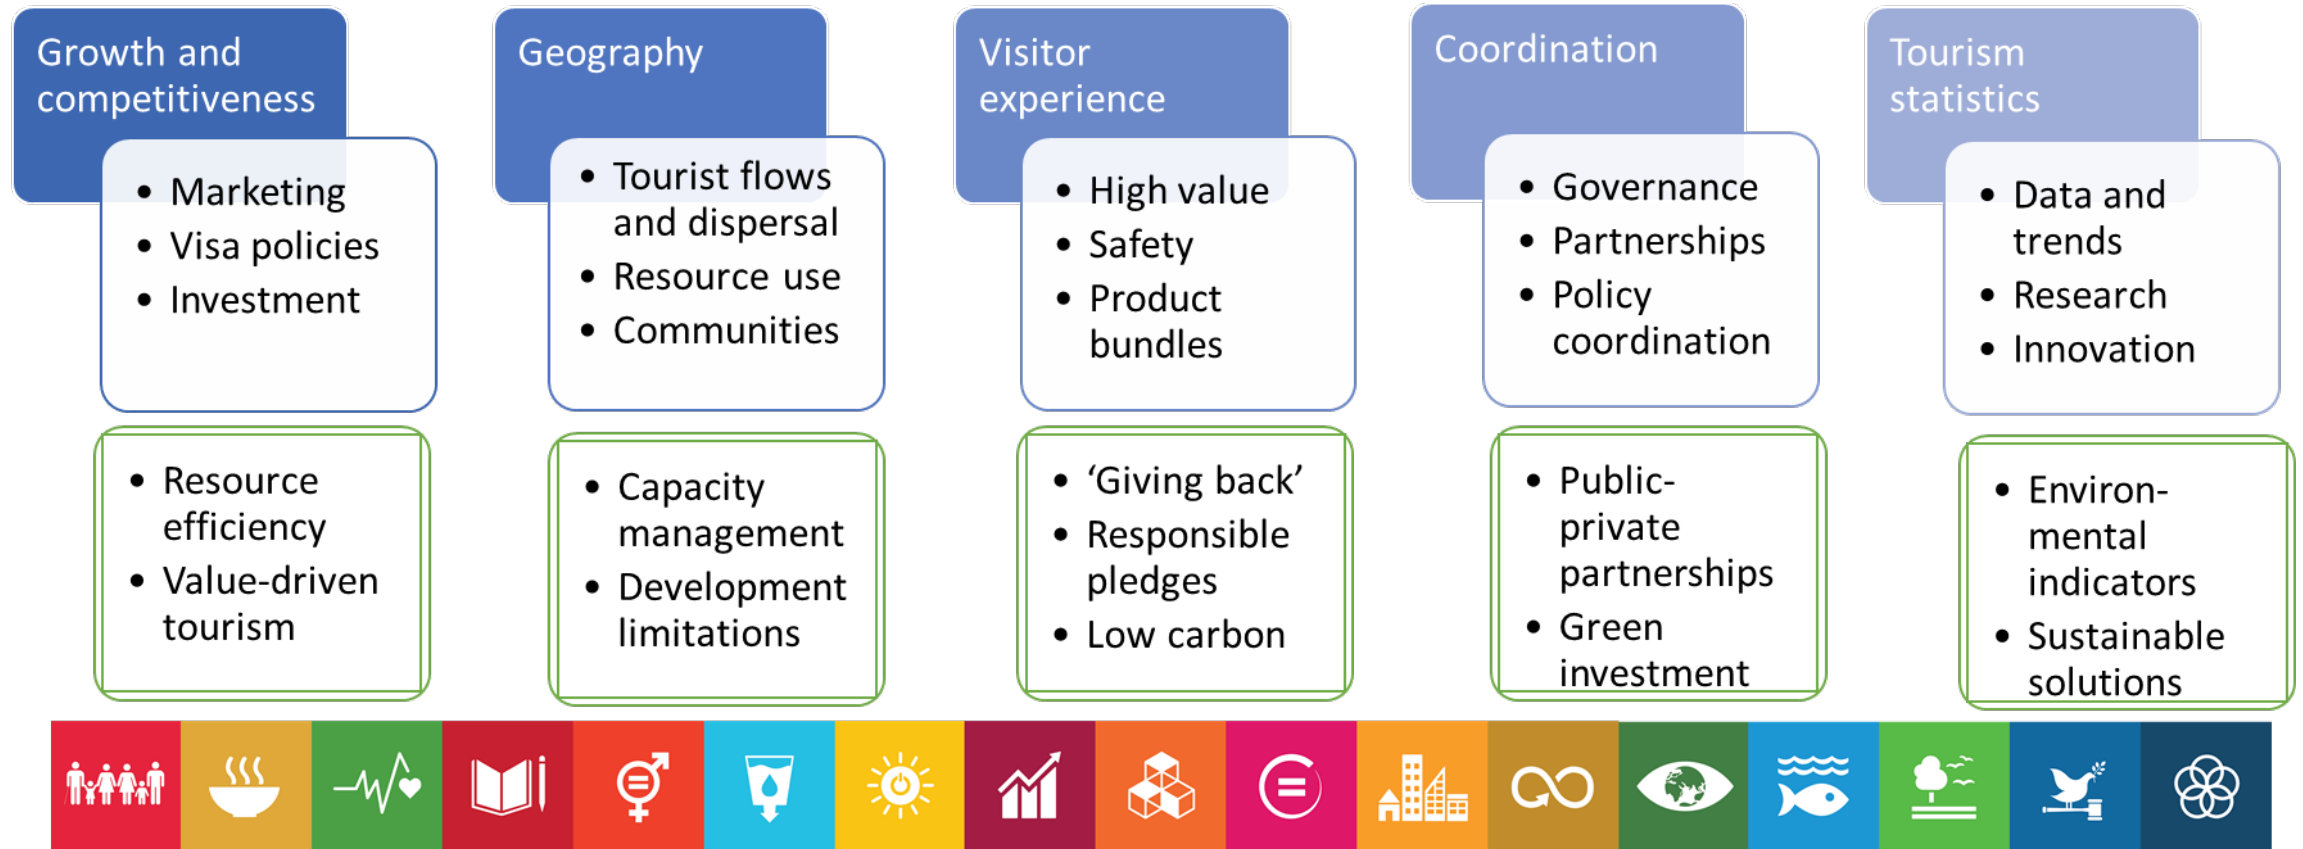 Growth and
competitiveness
• Marketing
• Visa policies
• Investment
• Resource
efficiency
• Value-driven
tourism
Geography
• Tourist flows
and dispersal
• Resource use
• Communities
• Capacity
management
• Development
limitations
Visitor
experience
• High value
• Safety
• Product
bundles
• ‘Giving back’
• Responsible
pledges
• Low carbon
Coordination
• Governance
• Partnerships
• Policy
coordination
• Public-
private
partnerships
• Green
investment
Tourism
statistics
• Data and
trends
• Research
• Innovation
• Environ-
mental
indicators
• Sustainable
solutions